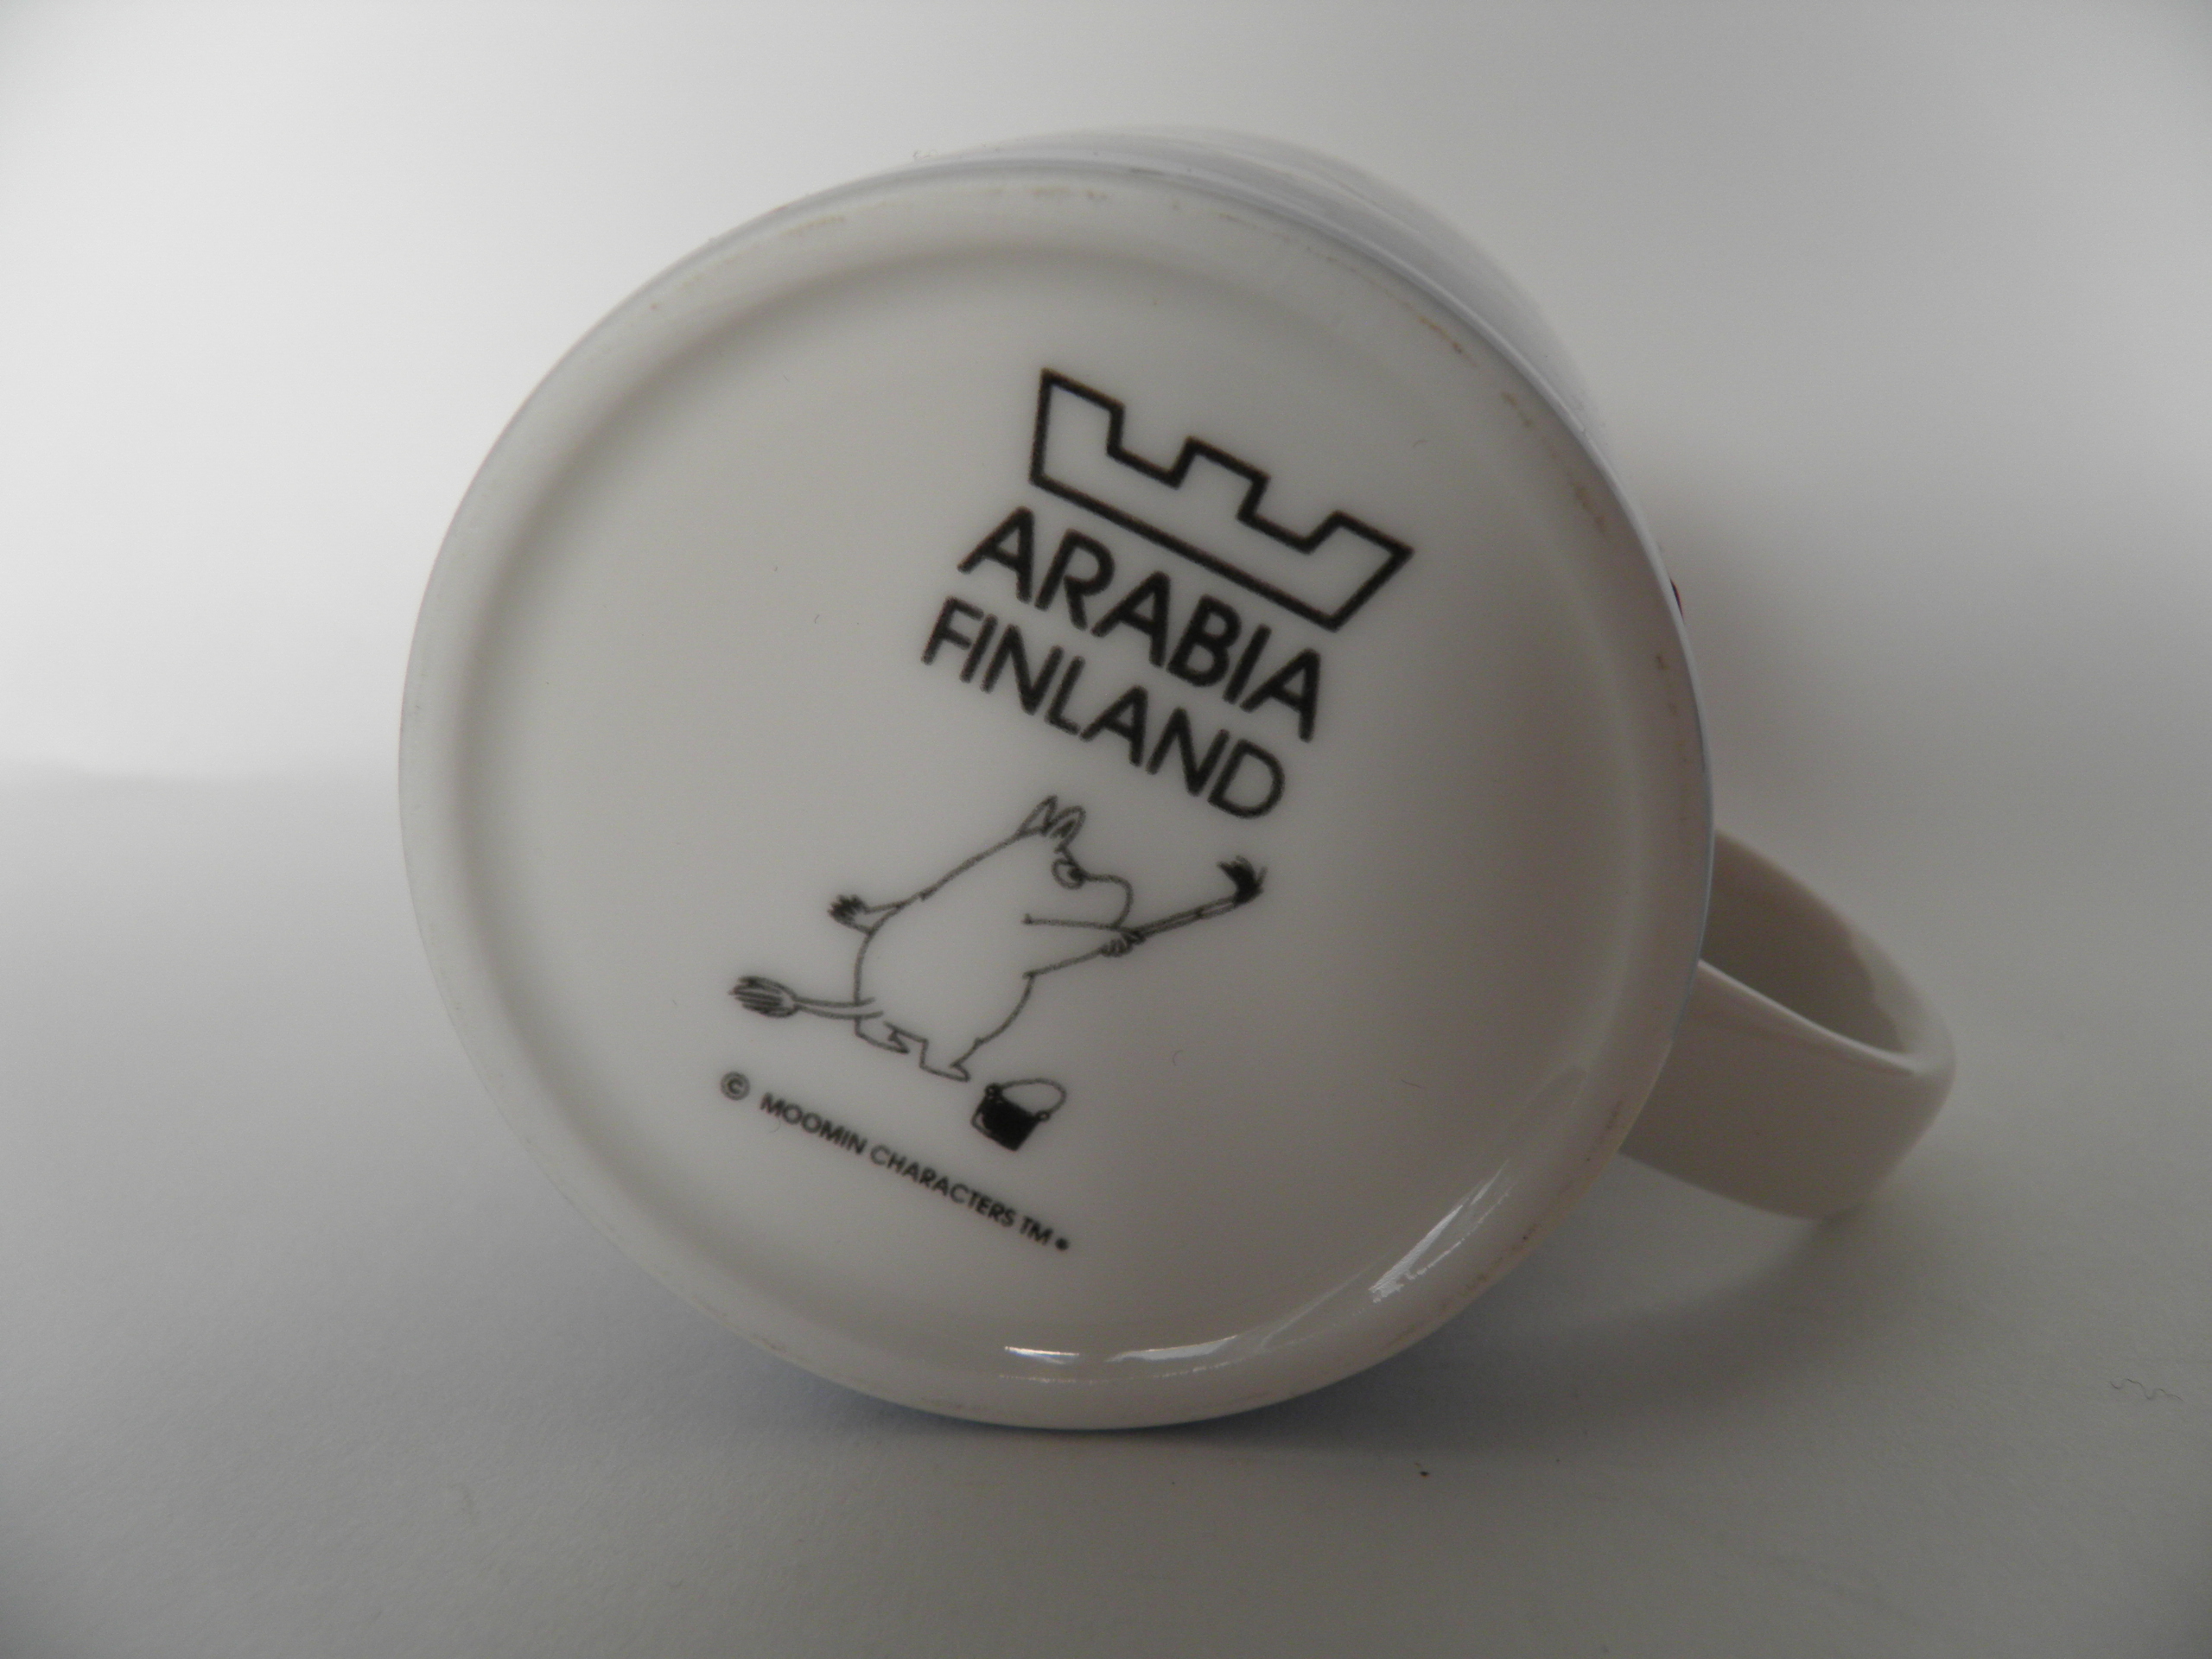 ARABIA
FINLAND
© MOOMIN CHARACTERS TM